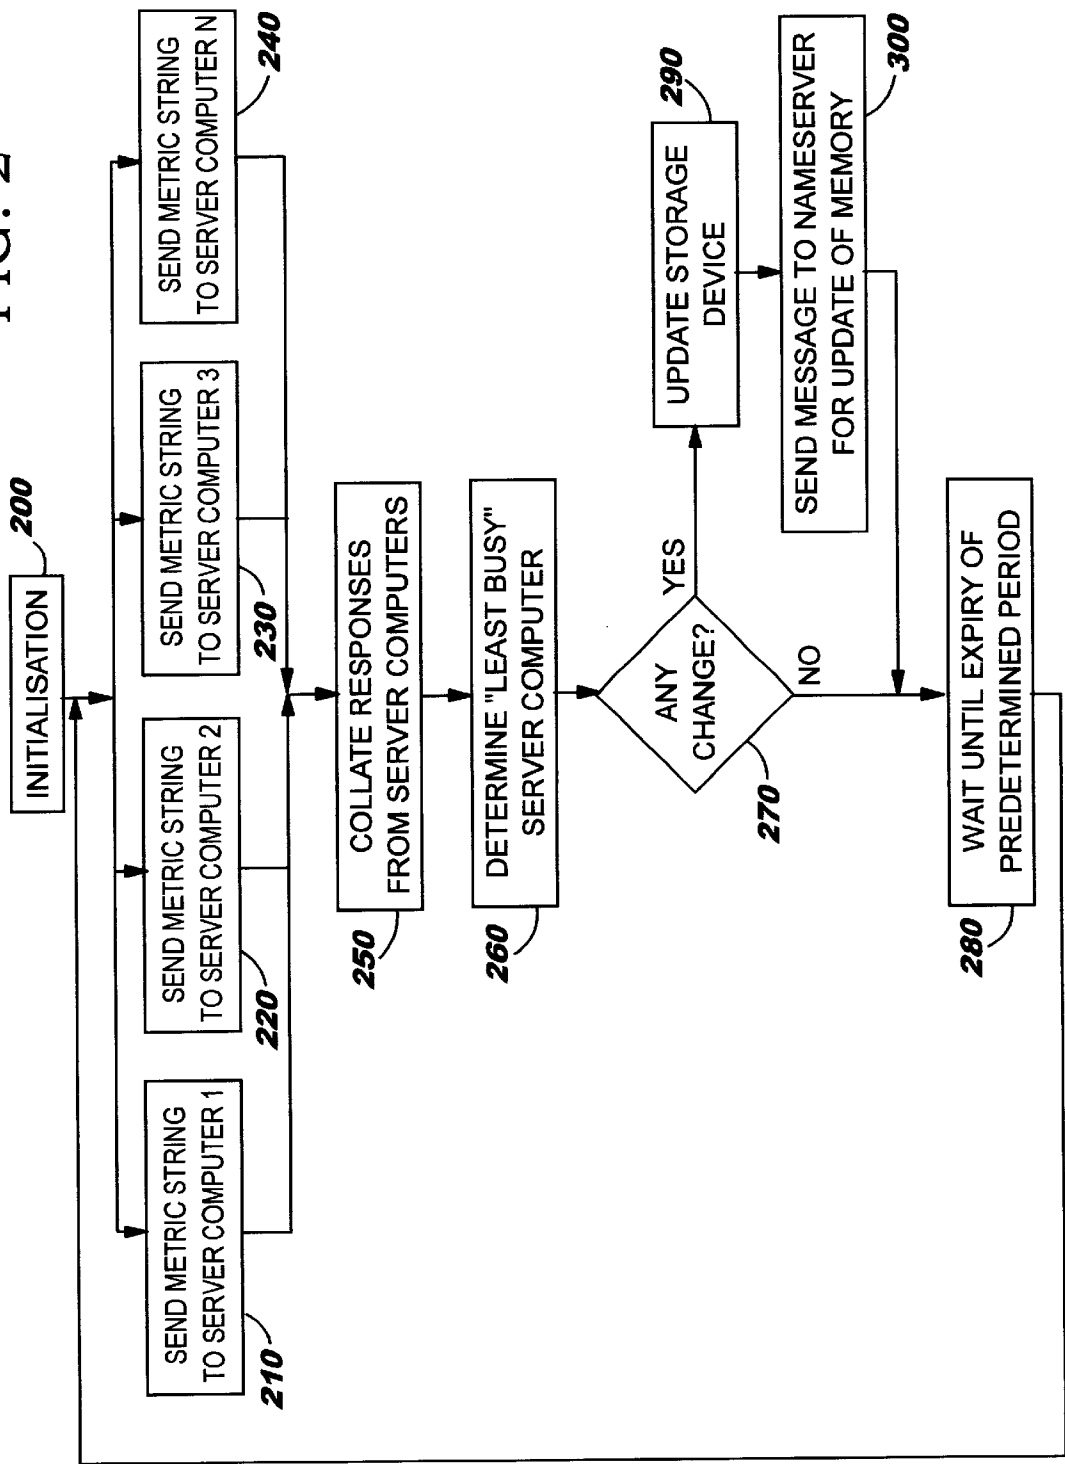 FIG. 2
INITIALISATION
200
SEND METRIC STRING
TO SERVER COMPUTER 1
210
SEND METRIC STRING
TO SERVER COMPUTER 2
220
SEND METRIC STRING
TO SERVER COMPUTER 3
230
SEND METRIC STRING
TO SERVER COMPUTER N
240
COLLATE RESPONSES
FROM SERVER COMPUTERS
250
DETERMINE "LEAST BUSY"
SERVER COMPUTER
260
ANY
CHANGE?
270
YES
NO
UPDATE STORAGE
DEVICE
290
SEND MESSAGE TO NAMESERVER
FOR UPDATE OF MEMORY
300
WAIT UNTIL EXPIRY OF
PREDETERMINED PERIOD
280